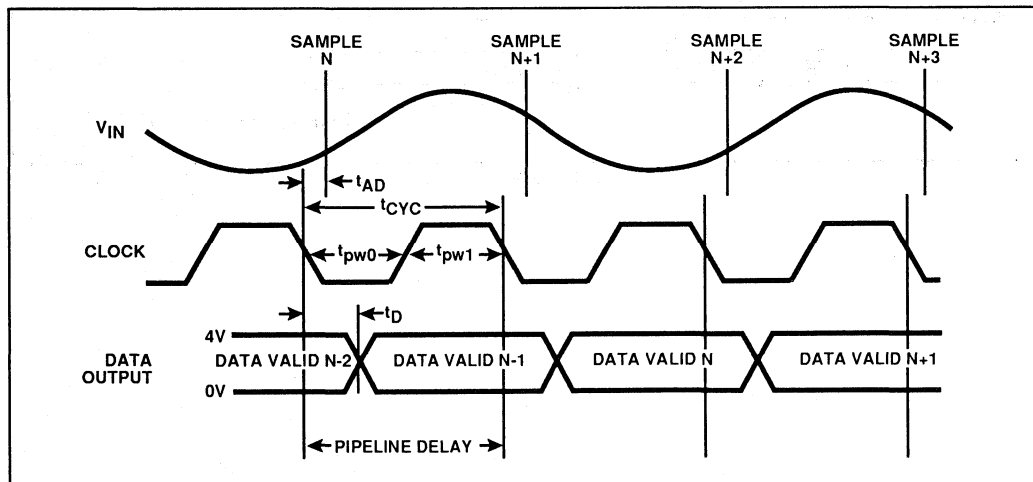 SAMPLE
N
SAMPLE
N+1
SAMPLE
N+2
SAMPLE
N+3
VIN
tAD
tCYC
CLOCK
tpw0
tpw1
tD
4V
DATA
OUTPUT
DATA VALID N-2
DATA VALID N-1
DATA VALID N
DATA VALID N+1
0V
PIPELINE DELAY